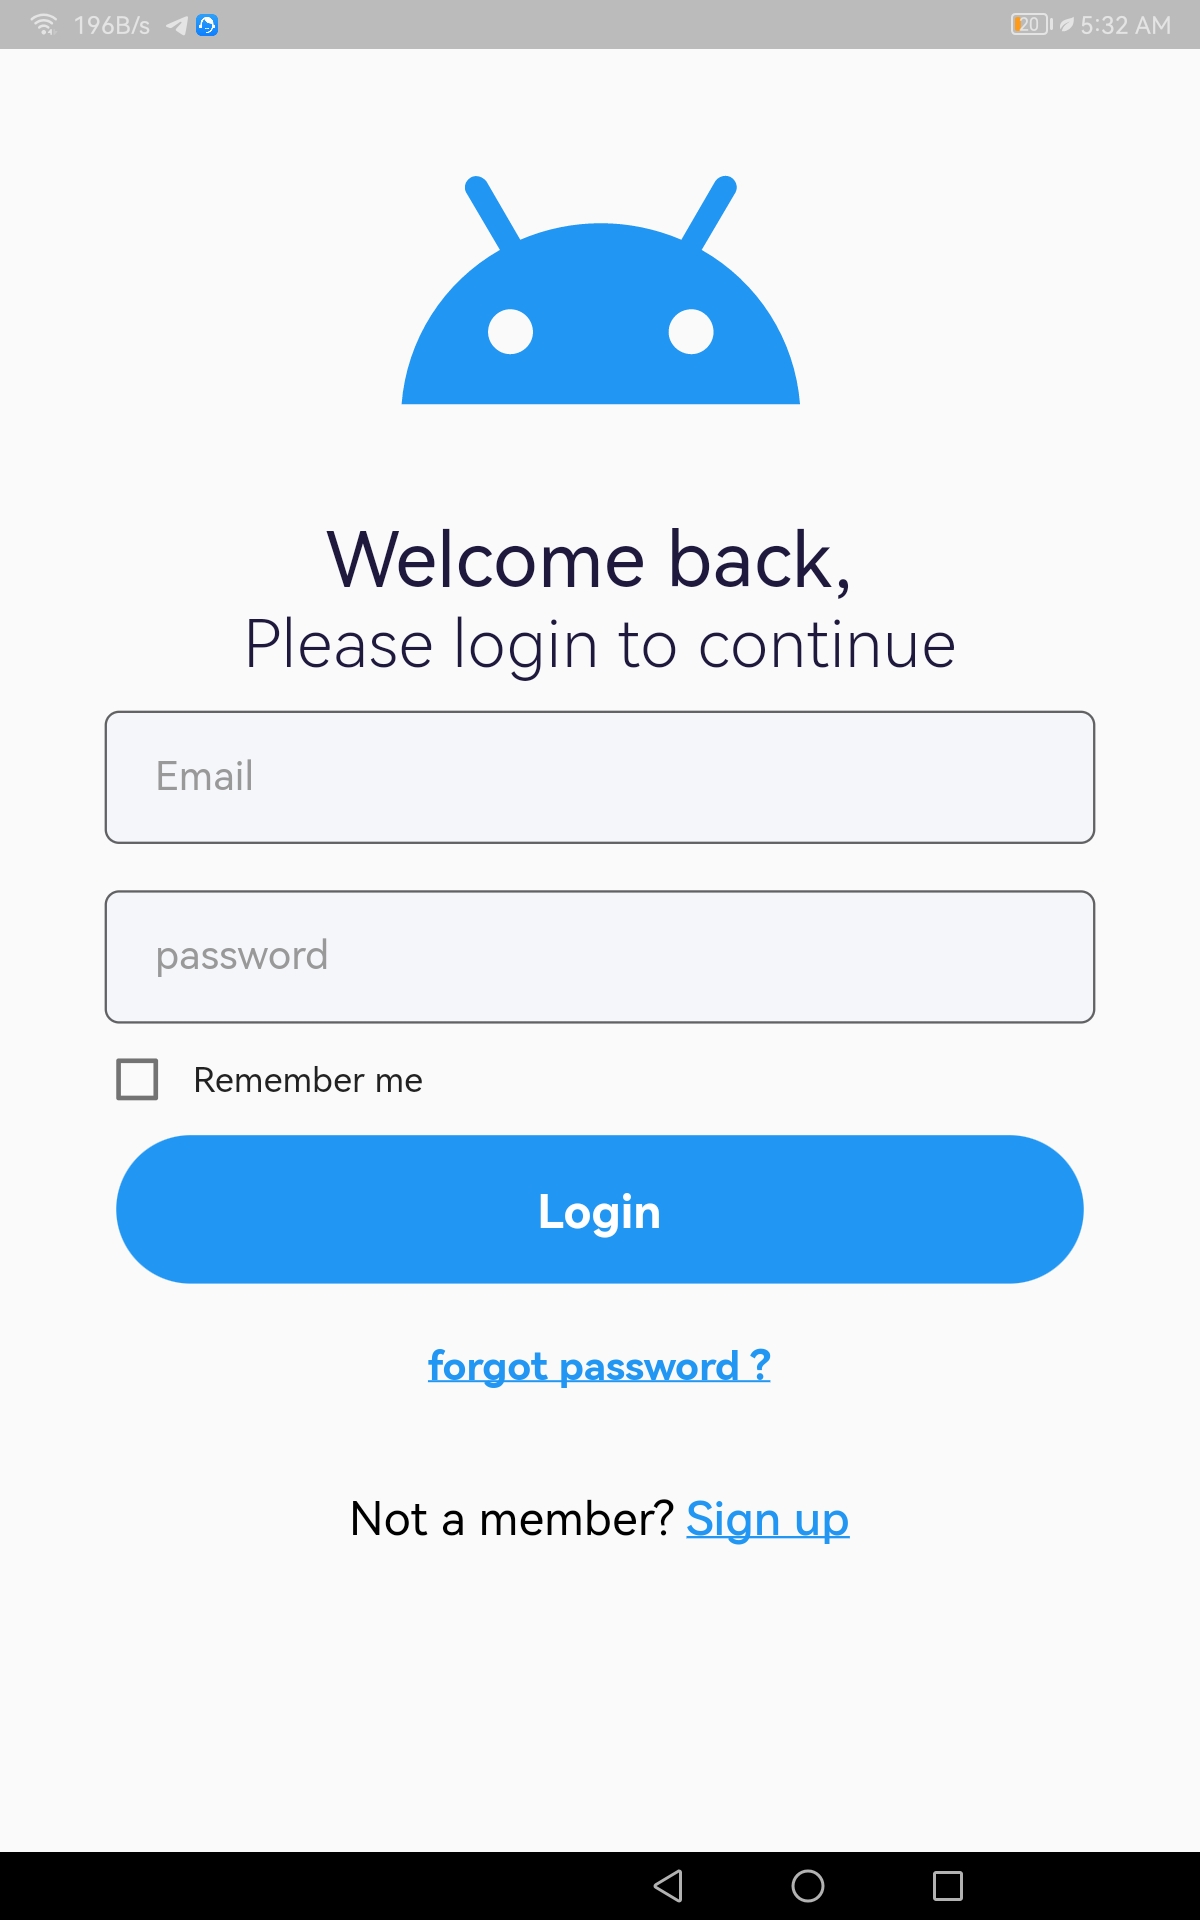 196B/s 20 5:32 AM
Welcome back,
Please login to continue
Email
password
Remember me
Login
forgot password ?
Not a member? Sign up